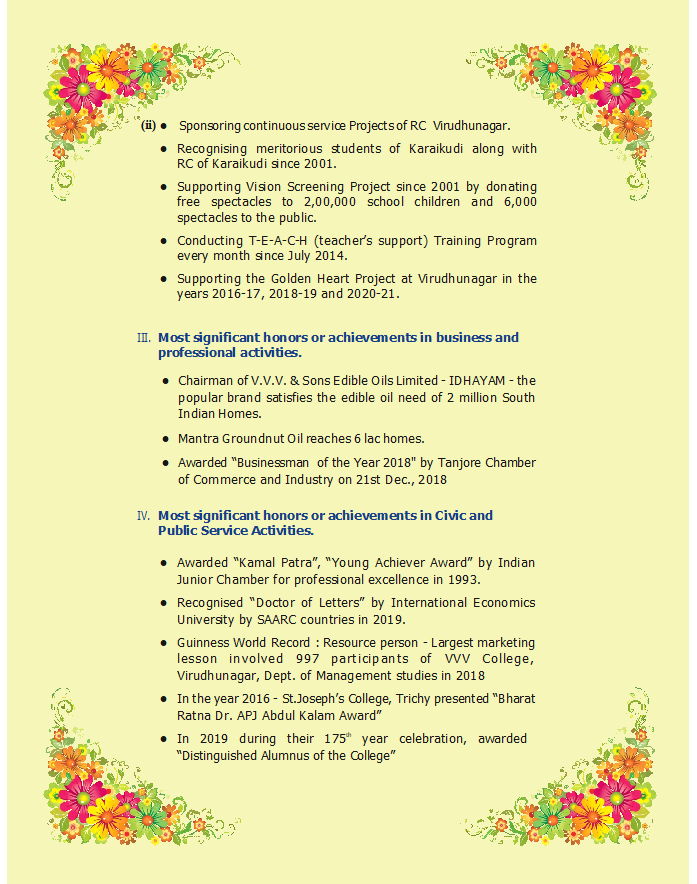 (ii) ● Sponsoring continuous service Projects of RC Virudhunagar.
● Recognising meritorious students of Karaikudi along with
RC of Karaikudi since 2001.
● Supporting Vision Screening Project since 2001 by donating
free spectacles to 2,00,000 school children and 6,000
spectacles to the public.
● Conducting T-E-A-C-H (teacher’s support) Training Program
every month since July 2014.
● Supporting the Golden Heart Project at Virudhunagar in the
years 2016-17, 2018-19 and 2020-21.
III. Most significant honors or achievements in business and
professional activities.
● Chairman of V.V.V. & Sons Edible Oils Limited - IDHAYAM - the
popular brand satisfies the edible oil need of 2 million South
Indian Homes.
● Mantra Groundnut Oil reaches 6 lac homes.
● Awarded “Businessman of the Year 2018" by Tanjore Chamber
of Commerce and Industry on 21st Dec., 2018
IV. Most significant honors or achievements in Civic and
Public Service Activities.
● Awarded “Kamal Patra”, “Young Achiever Award” by Indian
Junior Chamber for professional excellence in 1993.
● Recognised “Doctor of Letters” by International Economics
University by SAARC countries in 2019.
● Guinness World Record : Resource person - Largest marketing
lesson involved 997 participants of VVV College,
Virudhunagar, Dept. of Management studies in 2018
● In the year 2016 - St.Joseph’s College, Trichy presented “Bharat
Ratna Dr. APJ Abdul Kalam Award”
● In 2019 during their 175th year celebration, awarded
“Distinguished Alumnus of the College”